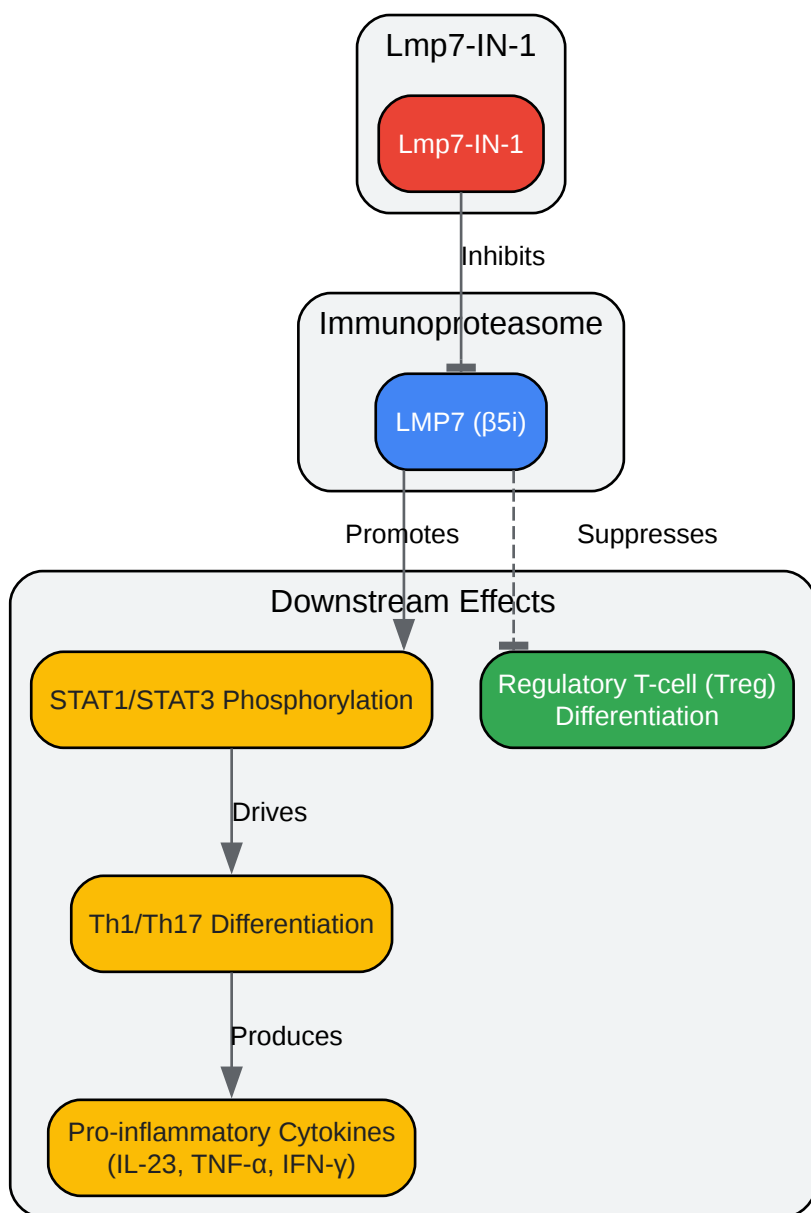 Lmp7-IN-1
Lmp7-IN-1
Inhibits
Immunoproteasome
LMP7 (β5i)
Promotes
Suppresses
Downstream Effects
STAT1/STAT3 Phosphorylation
Regulatory T-cell (Treg)
Differentiation
Drives
Th1/Th17 Differentiation
Produces
Pro-inflammatory Cytokines
(IL-23, TNF-α, IFN-γ)